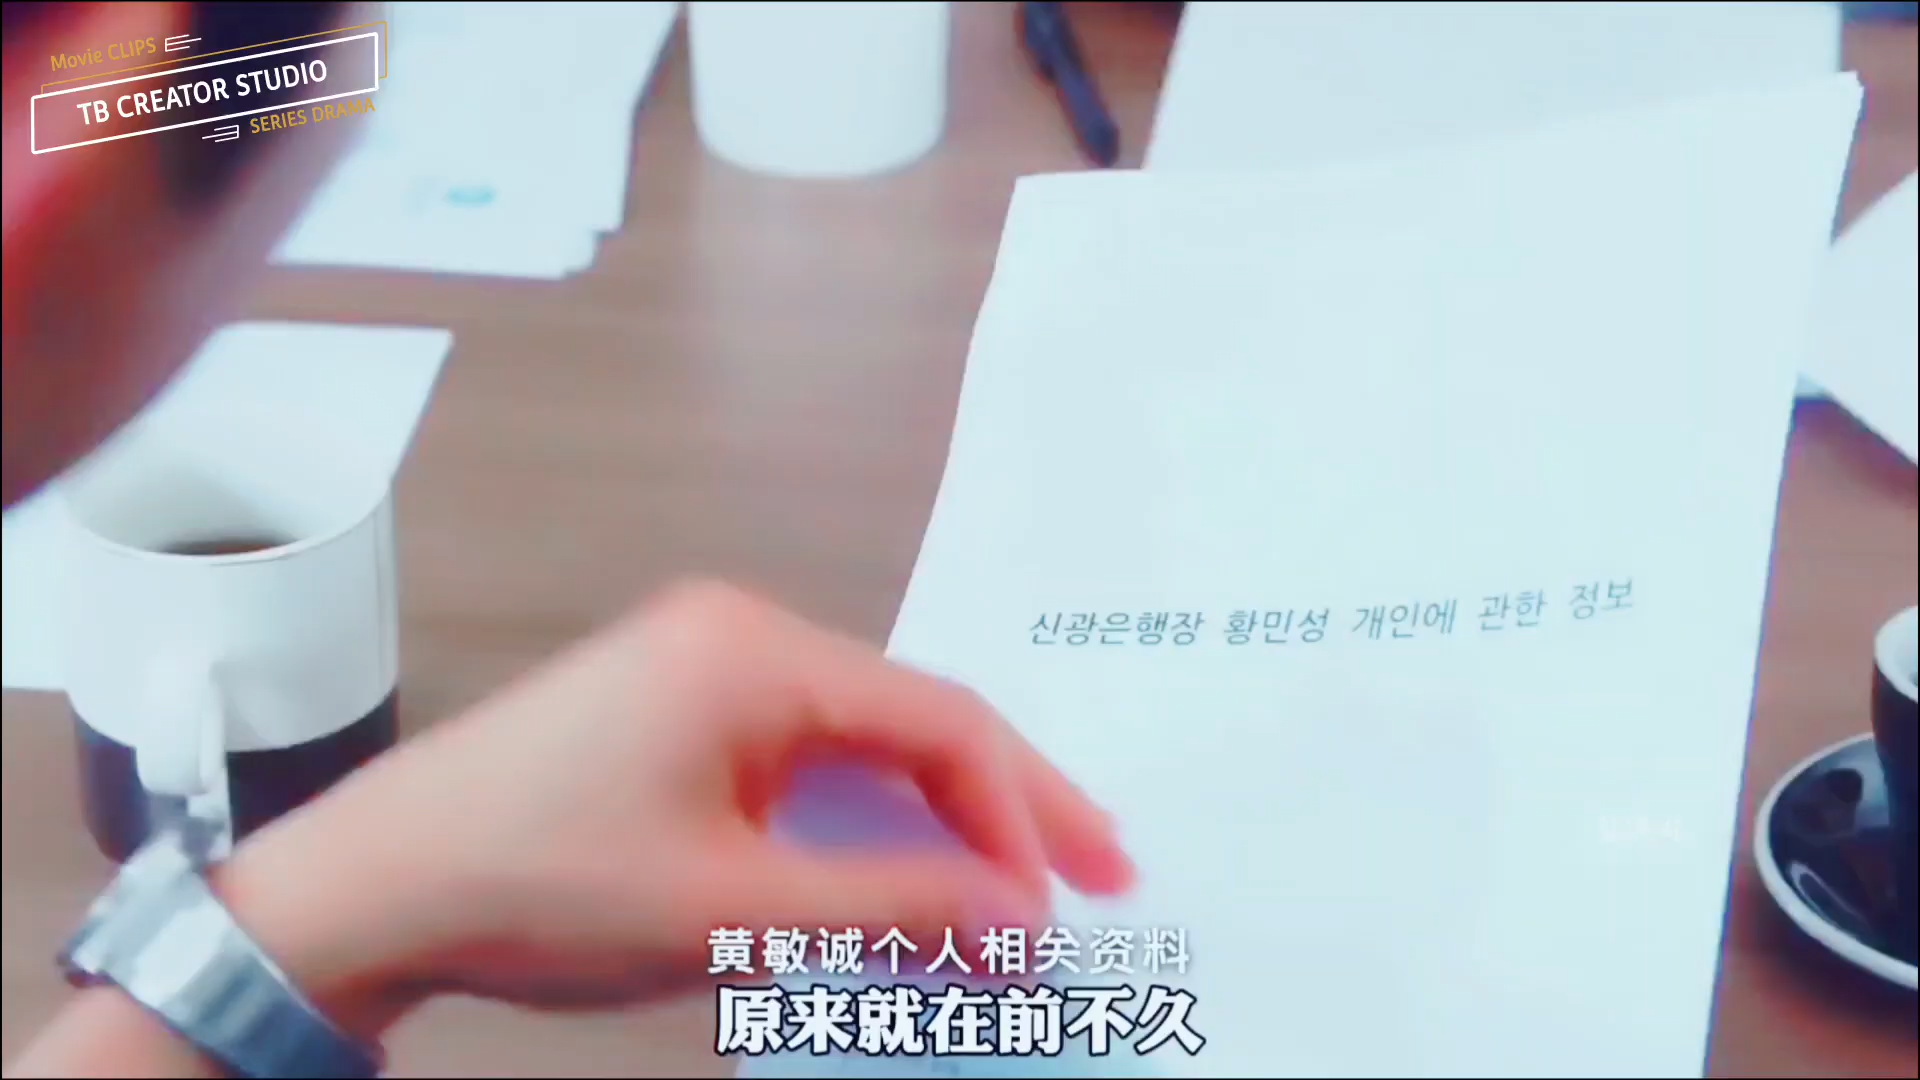 Movie CLIPS
TB CREATOR STUDIO
SERIES DRAMA
신광은행장 황민성 개인에 관한 정보
黄敏诚个人相关资料
原来就在前不久